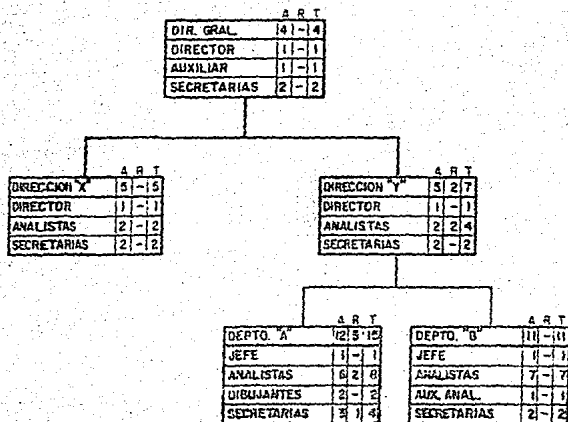 A R T
DIR. GRAL. 4 - 4
DIRECTOR 1 - 1
AUXILIAR 1 - 1
SECRETARIAS 2 - 2
A R T
DIRECCION "X" 5 - 5
DIRECTOR 1 - 1
ANALISTAS 2 - 2
SECRETARIAS 2 - 2
A R T
DIRECCION "Y" 5 2 7
DIRECTOR 1 - 1
ANALISTAS 2 2 4
SECRETARIAS 2 - 2
A R T
DEPTO. "A" 12 3 15
JEFE 1 - 1
ANALISTAS 6 2 8
DIBUJANTES 2 - 2
SECRETARIAS 3 1 4
A R T
DEPTO. "B" 11 - 11
JEFE 1 - 1
ANALISTAS 7 - 7
AUX. ANAL. 1 - 1
SECRETARIAS 2 - 2